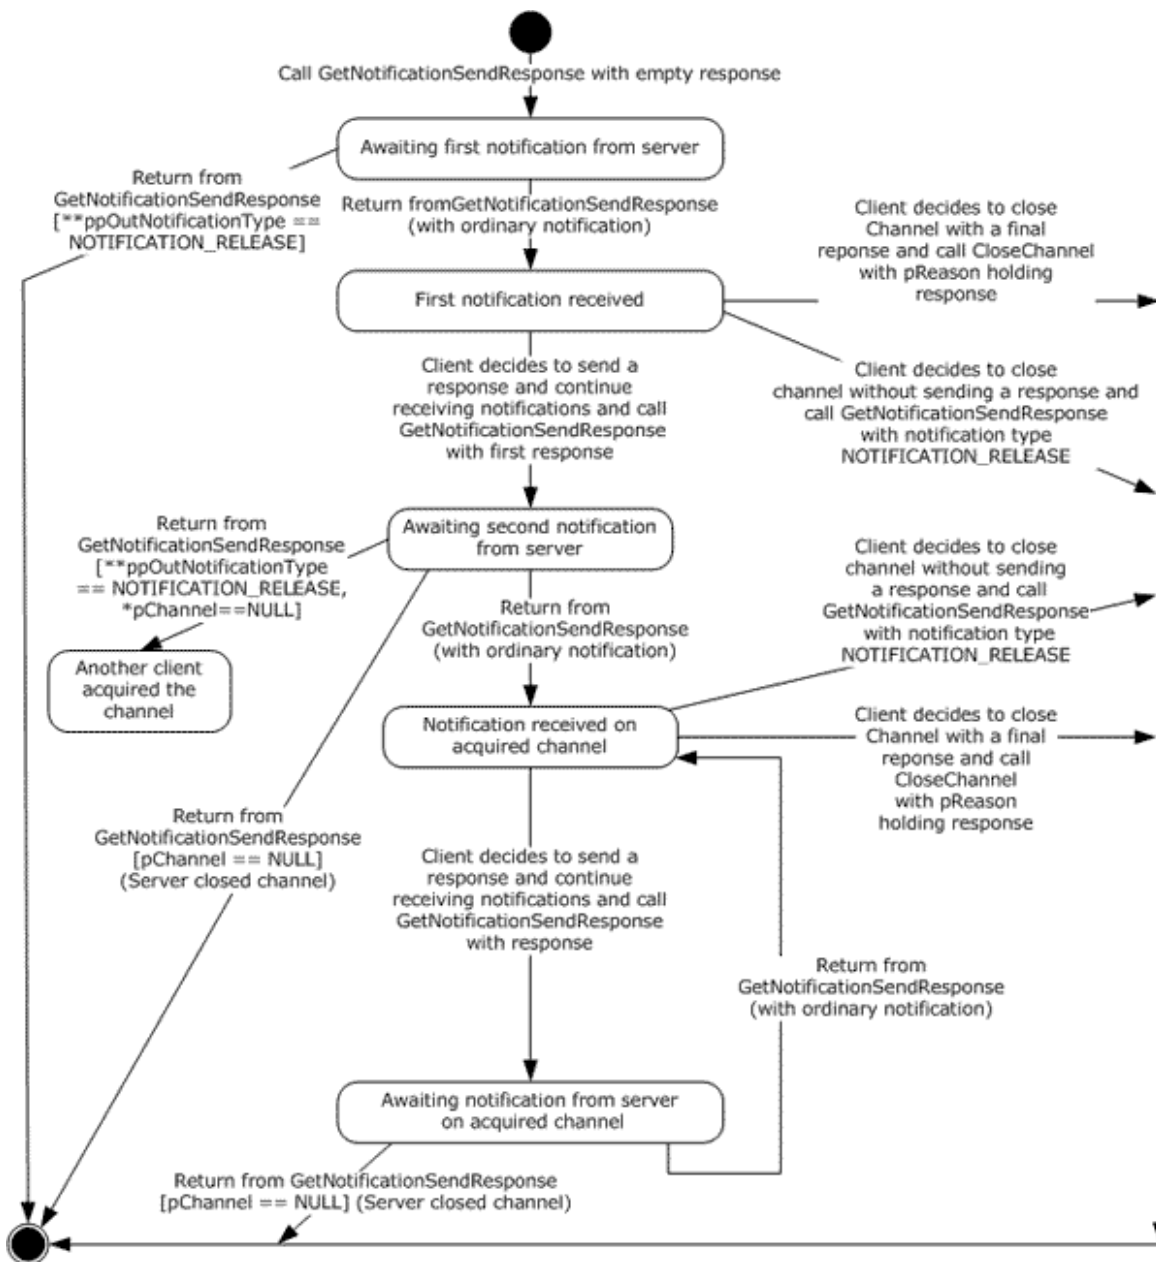 Call GetNotificationSendResponse with empty response
Awaiting first notification from server
Return from
GetNotificationSendResponse
[**ppOutNotificationType ==
NOTIFICATION_RELEASE]
Return fromGetNotificationSendResponse
(with ordinary notification)
Client decides to close
Channel with a final
reponse and call CloseChannel
with pReason holding
response
First notification received
Client decides to send a
response and continue
receiving notifications and call
GetNotificationSendResponse
with first response
Client decides to close
channel without sending a response and
call GetNotificationSendResponse
with notification type
NOTIFICATION_RELEASE
Awaiting second notification
from server
Return from
GetNotificationSendResponse
[**ppOutNotificationType
== NOTIFICATION_RELEASE,
*pChannel==NULL]
Return from
GetNotificationSendResponse
(with ordinary notification)
Client decides to close
channel without sending
a response and call
GetNotificationSendResponse
with notification type
NOTIFICATION_RELEASE
Another client
acquired the
channel
Notification received on
acquired channel
Client decides to close
Channel with a final
reponse and call
CloseChannel
with pReason
holding response
Return from
GetNotificationSendResponse
[pChannel == NULL]
(Server closed channel)
Client decides to send a
response and continue
receiving notifications and call
GetNotificationSendResponse
with response
Return from
GetNotificationSendResponse
(with ordinary notification)
Awaiting notification from server
on acquired channel
Return from GetNotificationSendResponse
[pChannel == NULL] (Server closed channel)